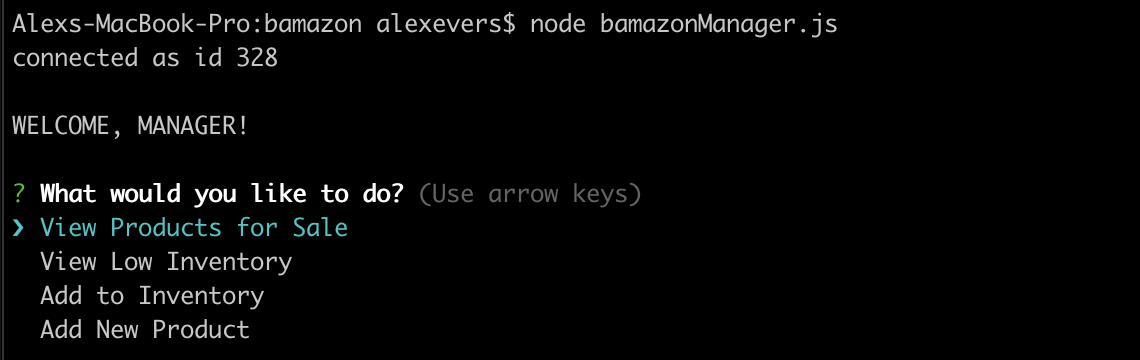 Alexs-MacBook-Pro:bamazon alexevers$ node bamazonManager.js
connected as id 328
WELCOME, MANAGER!
? What would you like to do? (Use arrow keys)
❯ View Products for Sale
View Low Inventory
Add to Inventory
Add New Product